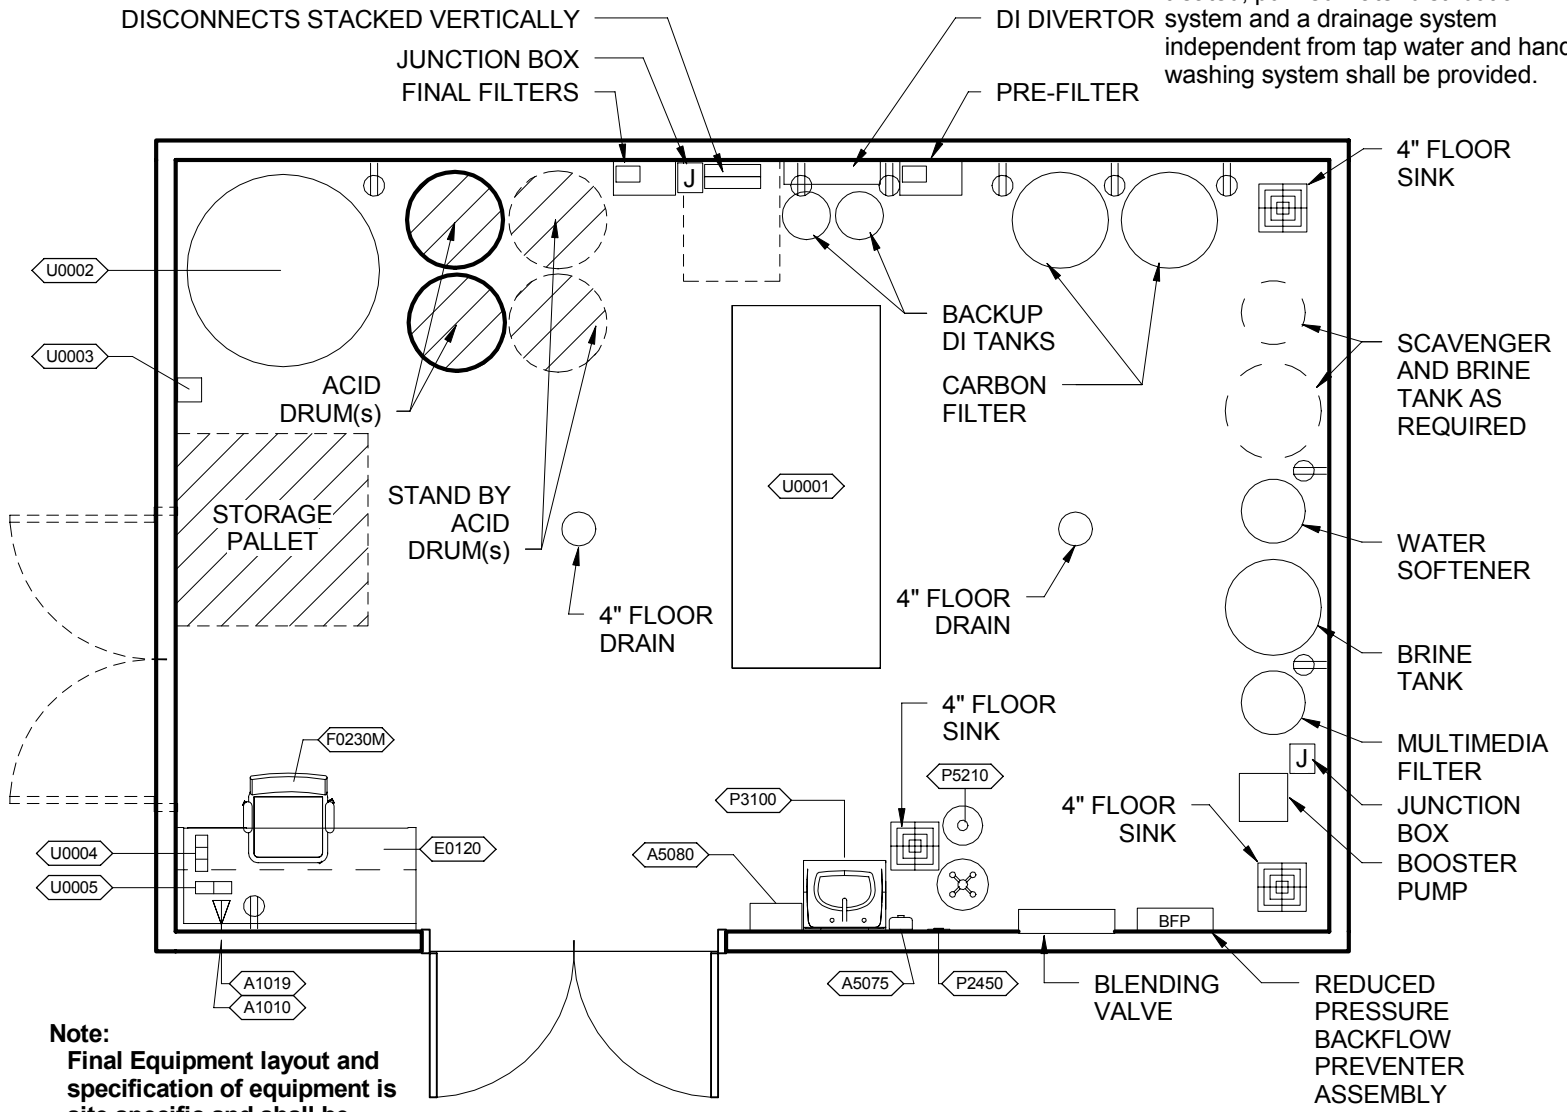 DISCONNECTS STACKED VERTICALLY
JUNCTION BOX
FINAL FILTERS
DI DIVERTOR
PRE-FILTER
system and a drainage system
independent from tap water and hand
washing system shall be provided.
4" FLOOR
SINK
J
U0002
U0003
ACID
DRUM(s)
BACKUP
DI TANKS
CARBON
FILTER
SCAVENGER
AND BRINE
TANK AS
REQUIRED
STORAGE
PALLET
STAND BY
ACID
DRUM(s)
U0001
4" FLOOR
DRAIN
4" FLOOR
DRAIN
WATER
SOFTENER
BRINE
TANK
4" FLOOR
SINK
MULTIMEDIA
FILTER
J
JUNCTION
BOX
BOOSTER
PUMP
4" FLOOR
SINK
F0230M
P5210
P3100
U0004
E0120
A5080
U0005
BFP
A1019
A1010
A5075
P2450
BLENDING
VALVE
REDUCED
PRESSURE
BACKFLOW
PREVENTER
ASSEMBLY
Note:
Final Equipment layout and
specification of equipment is
site specific and shall be